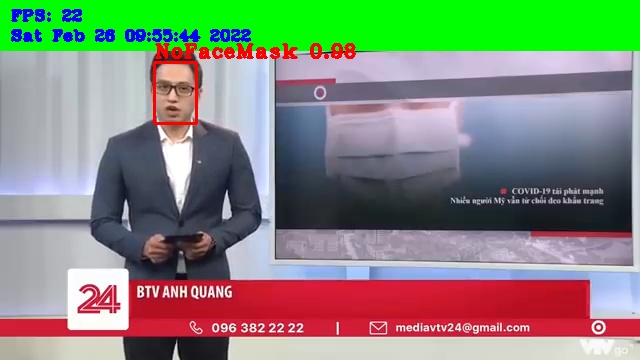 FPS: 22
Sat Feb 26 09:55:44 2022
NoFaceMask 0.98
COVID-19 tái phát mạnh
Nhiều người Mỹ vẫn từ chối đeo khẩu trang
24
BTV ANH QUANG
096 382 22 22 | mediavtv24@gmail.com
VTVgo